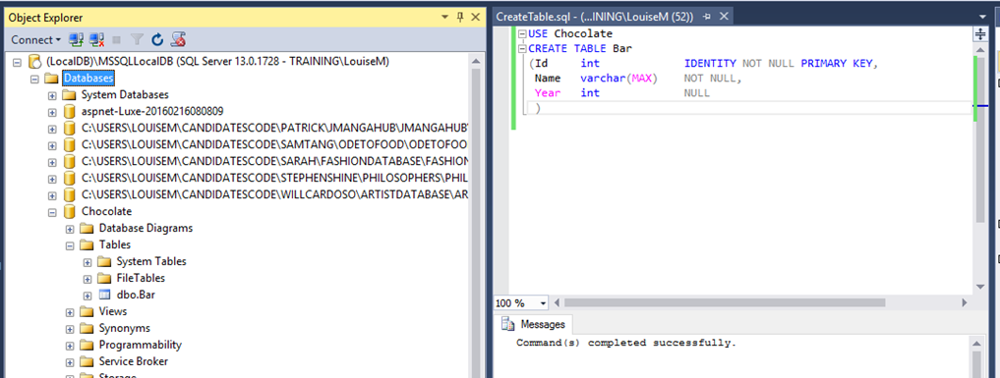 Object Explorer
Connect
(LocalDB)\MSSQLLocalDB (SQL Server 13.0.1728 - TRAINING\LouiseM)
Databases
System Databases
aspnet-Luxe-20160216080809
C:\USERS\LOUISEM\CANDIDATESCODE\PATRICK\JMANGAHUB\JMANGAHUB
C:\USERS\LOUISEM\CANDIDATESCODE\SAMTANG\ODETOFOOD\ODETOFOO
C:\USERS\LOUISEM\CANDIDATESCODE\SARAH\FASHIONDATABASE\FASHION
C:\USERS\LOUISEM\CANDIDATESCODE\STEPHENSHINE\PHILOSOPHERS\PHIL
C:\USERS\LOUISEM\CANDIDATESCODE\WILLCARDOSO\ARTISTDATABASE\AR
Chocolate
Database Diagrams
Tables
System Tables
FileTables
dbo.Bar
Views
Synonyms
Programmability
Service Broker
Storage
CreateTable.sql - (...INING\LouiseM (52))
USE Chocolate
CREATE TABLE Bar
(Id int IDENTITY NOT NULL PRIMARY KEY,
Name varchar(MAX) NOT NULL,
Year int NULL
)
100 %
Messages
Command(s) completed successfully.